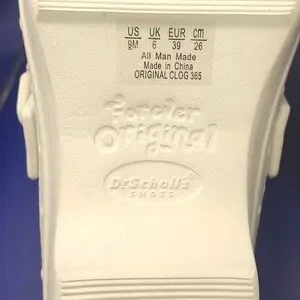 US UK EUR cm
9M 6 39 26
All Man Made
Made in China
ORIGINAL CLOG 365
Forever
Original
Dr. Scholl's
SHOES